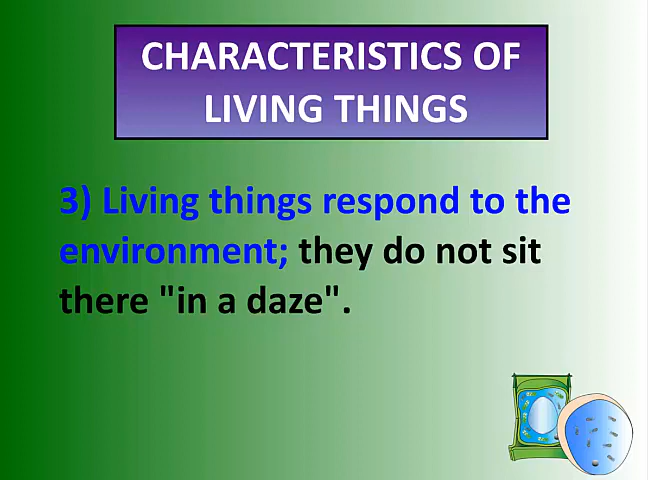 CHARACTERISTICS OF
LIVING THINGS
3) Living things respond to the
environment; they do not sit
there "in a daze".